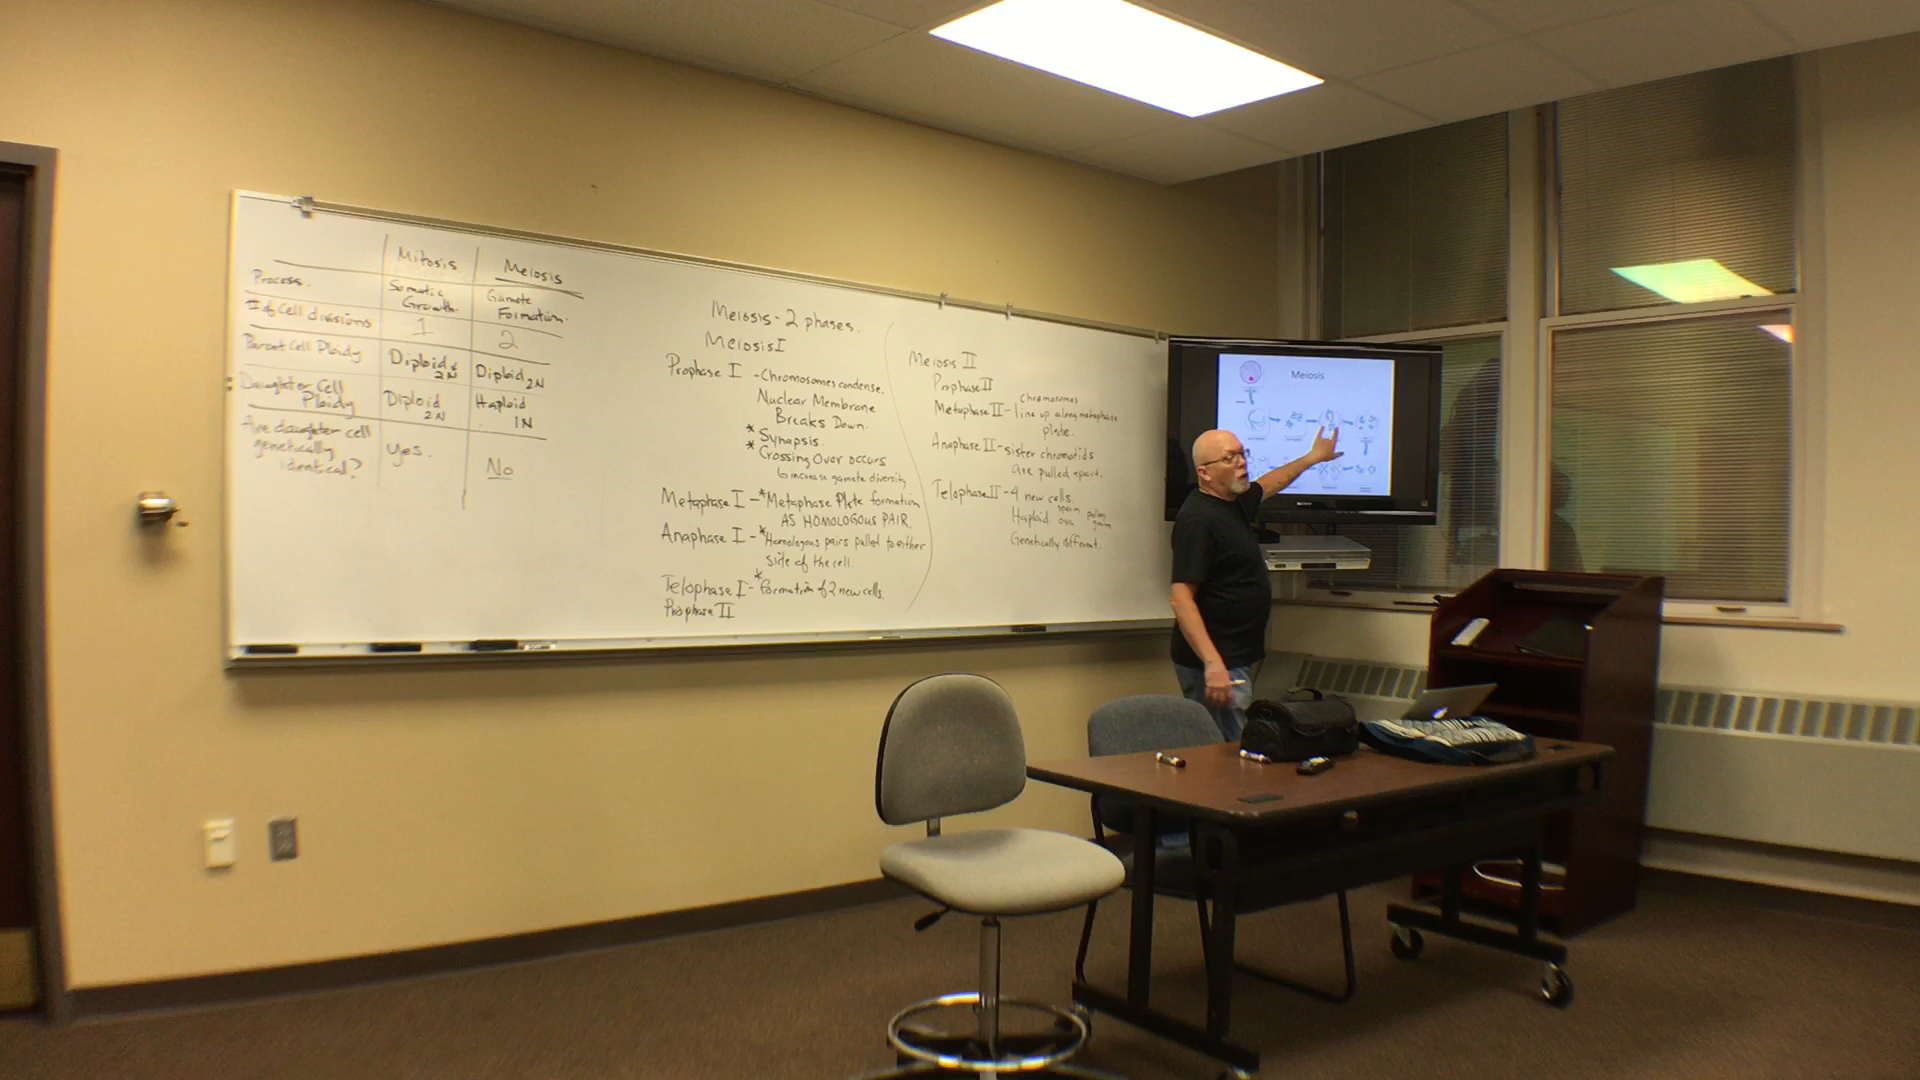 Mitosis Meiosis
Process. Somatic Growth. Gamete Formation.
# of Cell divisions 1 2
Parent Cell Ploidy Diploid 2N Diploid 2N
Daughter Cell Ploidy Diploid 2N Haploid 1N
Are daughter cell genetically identical? Yes. No
Meiosis - 2 phases.
Meiosis I
Prophase I - Chromosomes condense.
Nuclear Membrane
Breaks Down.
* Synapsis.
* Crossing Over occurs
increase gamete diversity
Metaphase I - * Metaphase Plate formation
AS HOMOLOGOUS PAIR.
Anaphase I - * Homologous pairs pulled to either
side of the cell.
Telophase I - * Formation of 2 new cells.
Prophase II
Meiosis II
Prophase II
chromosomes
Metaphase II - line up along metaphase
plate.
Anaphase II - sister chromatids
are pulled apart.
Telophase II - 4 new cells.
Haploid sperm ova pollen
Genetically different.
Meiosis